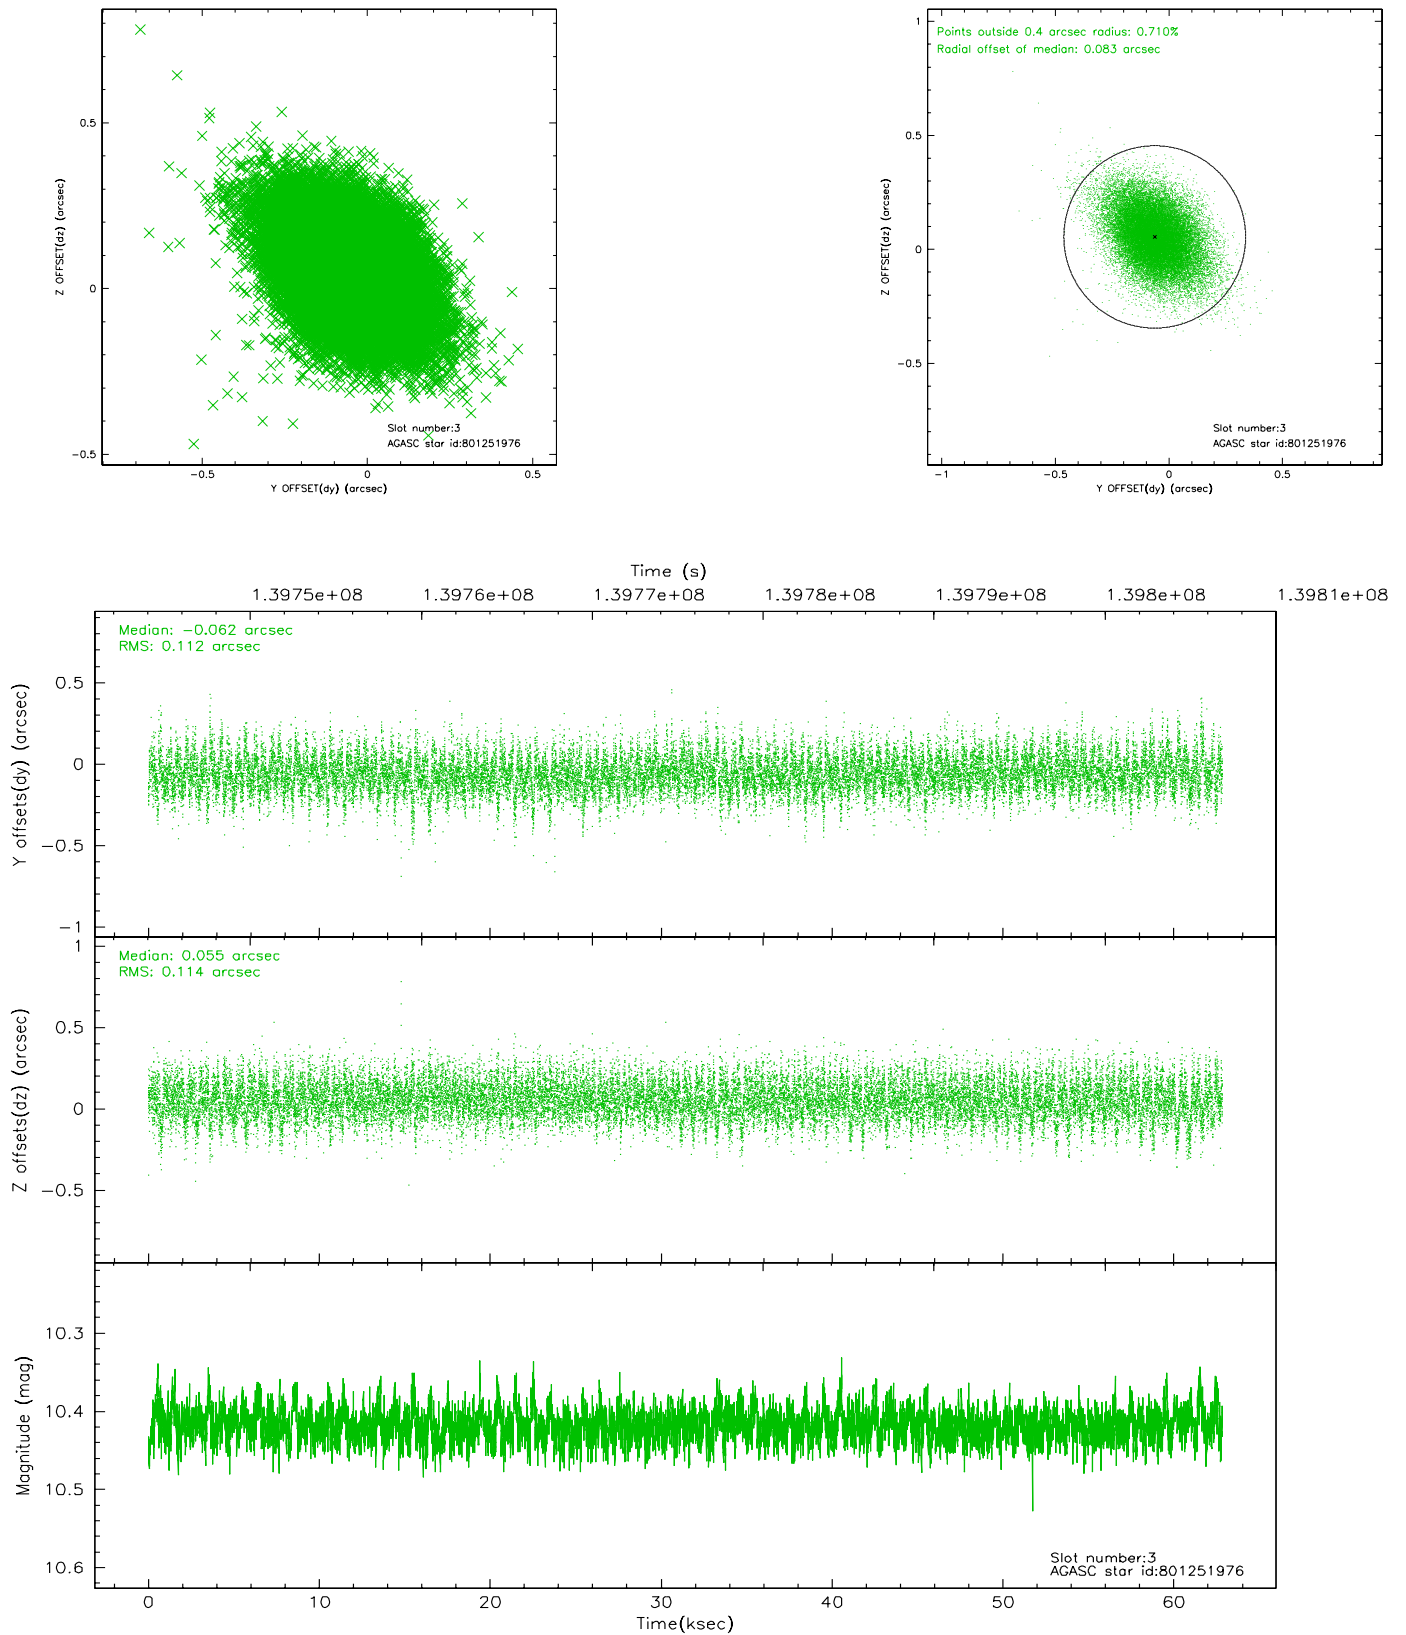 0.5
0
-0.5
Z OFFSET(dz) (arcsec)
-0.5
0
0.5
Y OFFSET(dy) (arcsec)
Slot number:3
AGASC star id:801251976
Points outside 0.4 arcsec radius: 0.710%
Radial offset of median: 0.083 arcsec
1
0.5
0
-0.5
Z OFFSET(dz) (arcsec)
-1
-0.5
0
0.5
Y OFFSET(dy) (arcsec)
Slot number:3
AGASC star id:801251976
Time (s)
1.3975e+08 1.3976e+08 1.3977e+08 1.3978e+08 1.3979e+08 1.398e+08 1.3981e+08
Median: -0.062 arcsec
RMS: 0.112 arcsec
0.5
0
-0.5
-1
Y offsets(dy) (arcsec)
Median: 0.055 arcsec
RMS: 0.114 arcsec
1
0.5
0
-0.5
Z offsets(dz) (arcsec)
10.3
10.4
10.5
10.6
Magnitude (mag)
Slot number:3
AGASC star id:801251976
0 10 20 30 40 50 60
Time(ksec)